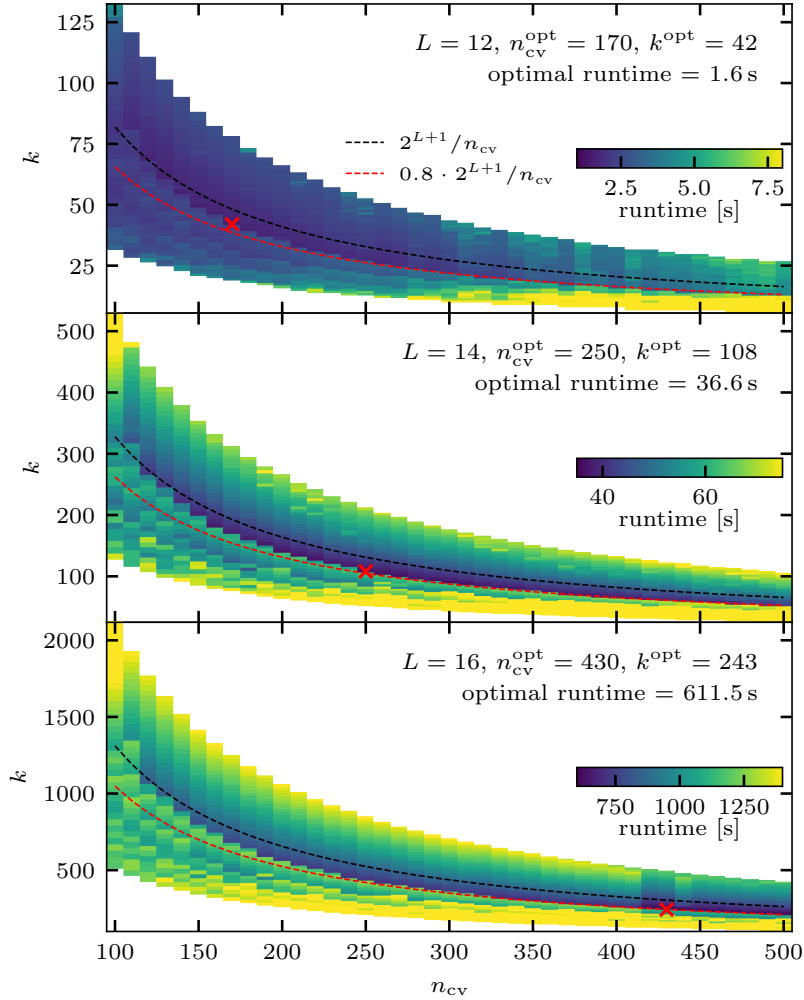 125
100
75
50
25
k
L = 12, n_cv^opt = 170, k^opt = 42
optimal runtime = 1.6 s
2^{L+1}/n_cv
0.8 · 2^{L+1}/n_cv
2.5 5.0 7.5
runtime [s]
500
400
300
200
100
k
L = 14, n_cv^opt = 250, k^opt = 108
optimal runtime = 36.6 s
40 60
runtime [s]
2000
1500
1000
500
k
L = 16, n_cv^opt = 430, k^opt = 243
optimal runtime = 611.5 s
750 1000 1250
runtime [s]
100 150 200 250 300 350 400 450 500
n_cv